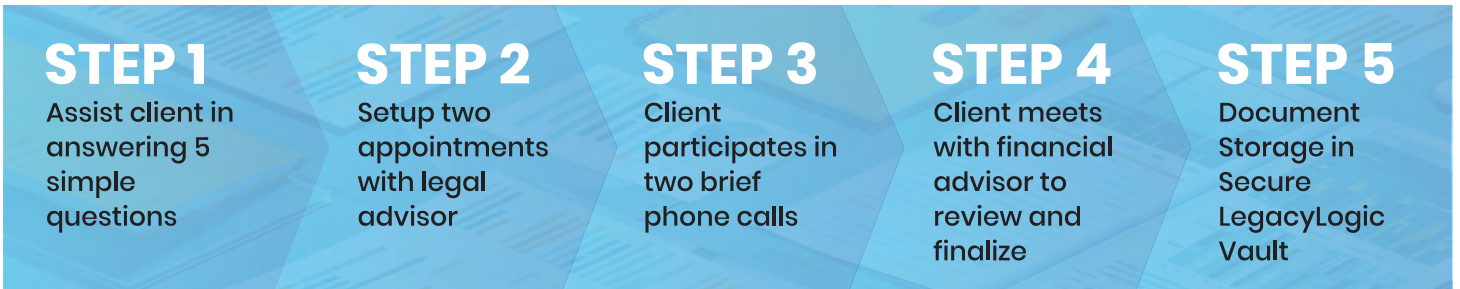 STEP 1
Assist client in
answering 5
simple
questions
STEP 2
Setup two
appointments
with legal
advisor
STEP 3
Client
participates in
two brief
phone calls
STEP 4
Client meets
with financial
advisor to
review and
finalize
STEP 5
Document
Storage in
Secure
LegacyLogic
Vault